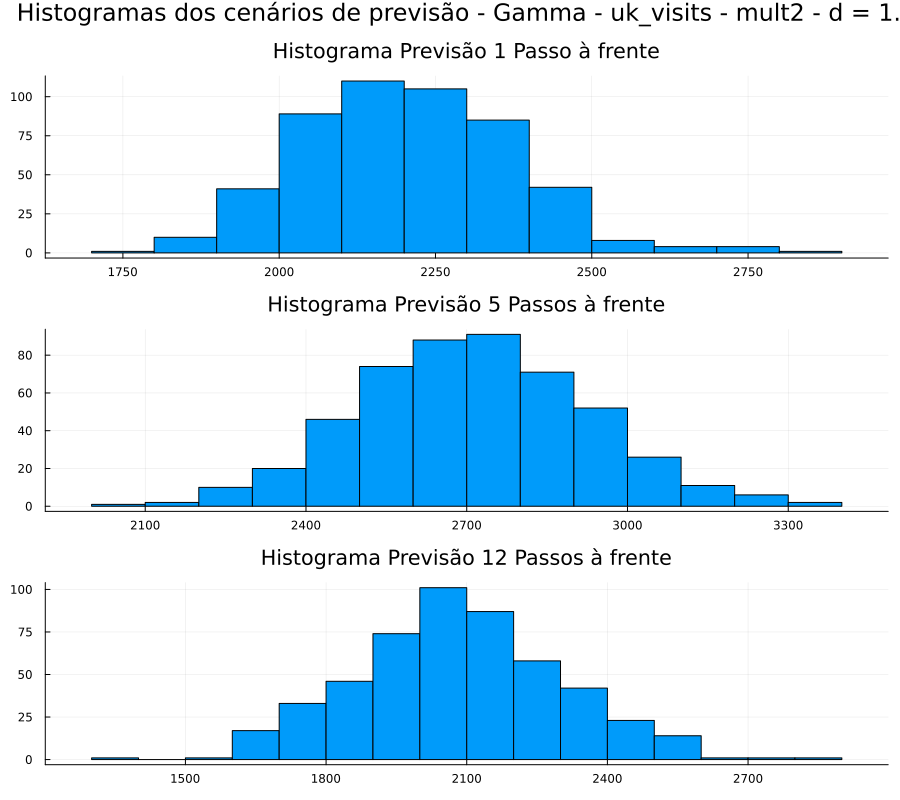 Histogramas dos cenários de previsão - Gamma - uk_visits - mult2 - d = 1.
Histograma Previsão 1 Passo à frente
100
75
50
25
0
1750 2000 2250 2500 2750
Histograma Previsão 5 Passos à frente
80
60
40
20
0
2100 2400 2700 3000 3300
Histograma Previsão 12 Passos à frente
100
75
50
25
0
1500 1800 2100 2400 2700